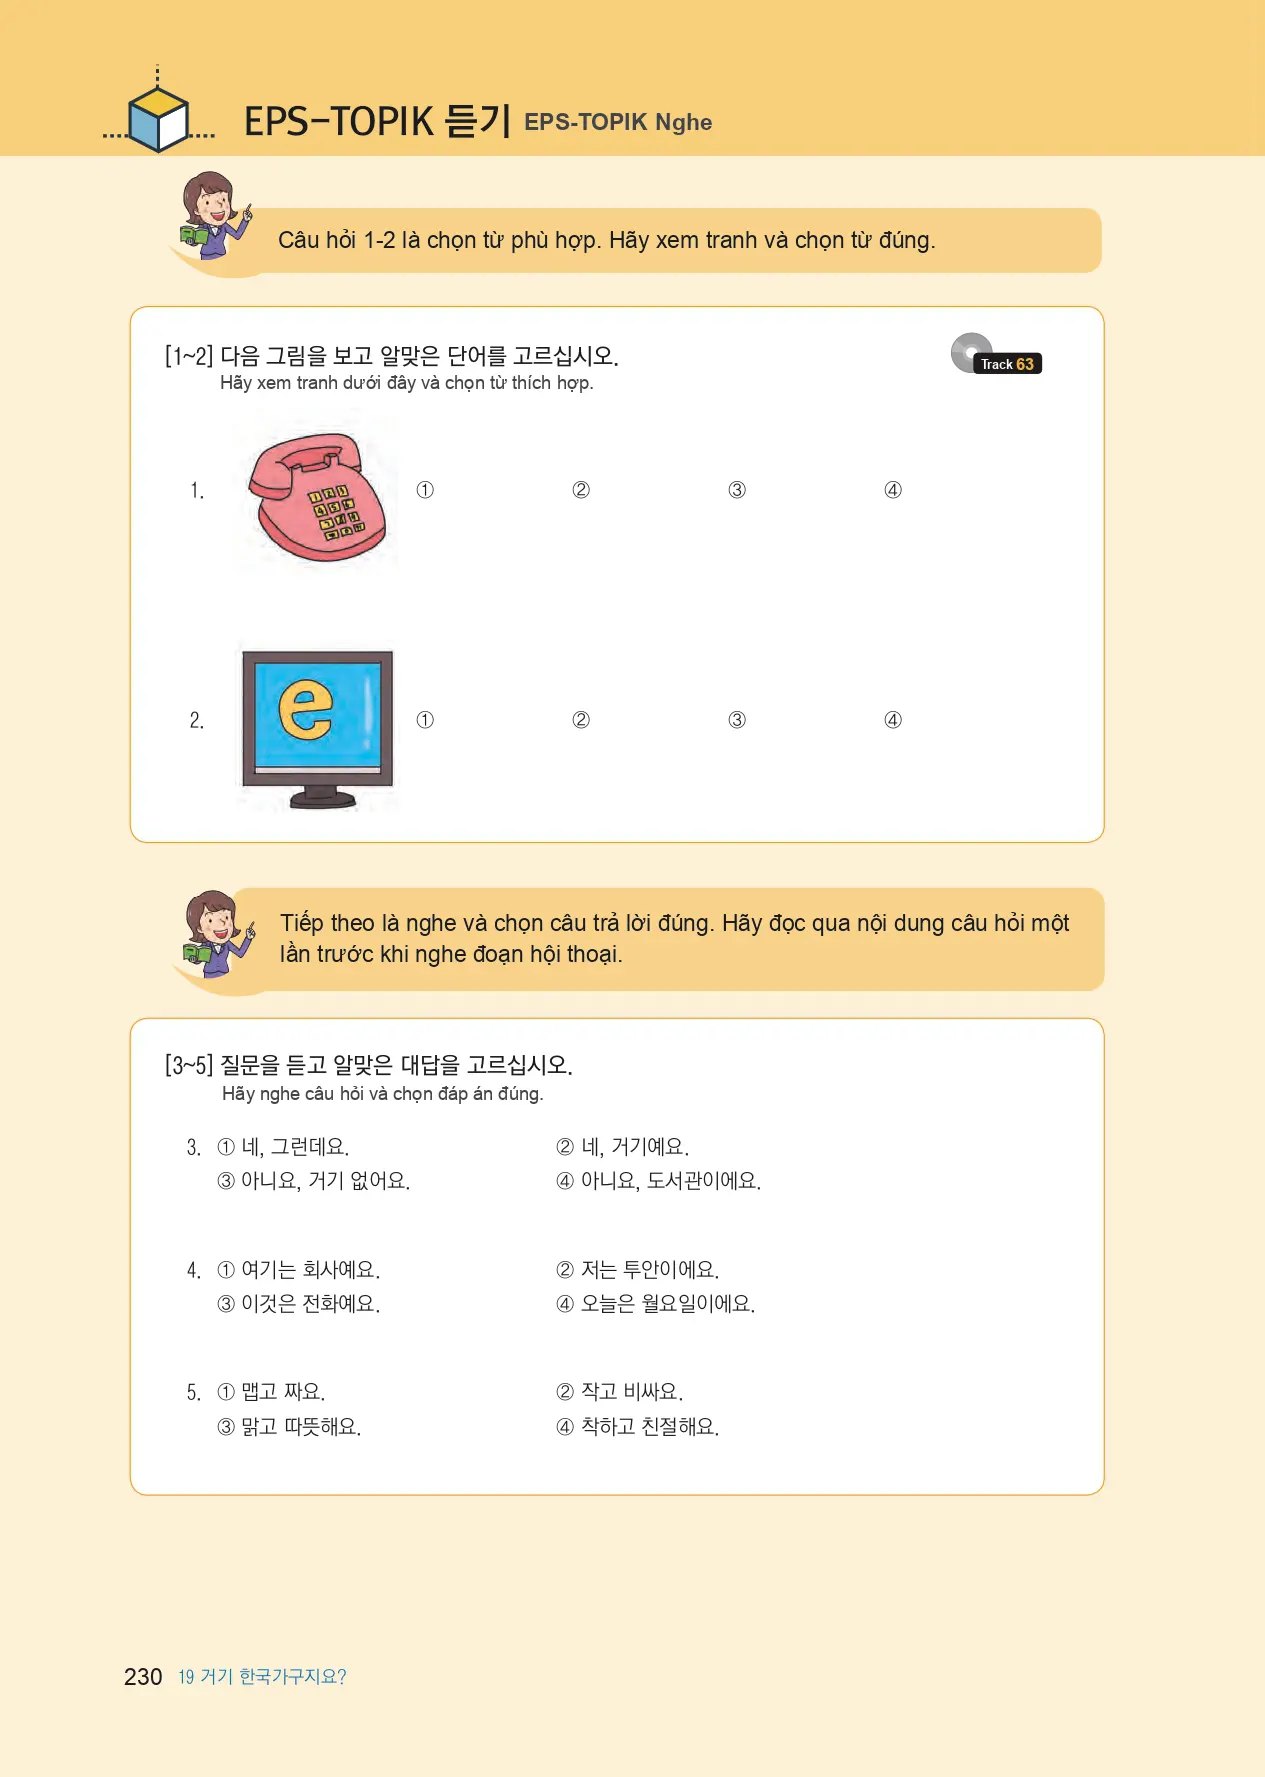 EPS-TOPIK 듣기 EPS-TOPIK Nghe
Câu hỏi 1-2 là chọn từ phù hợp. Hãy xem tranh và chọn từ đúng.
[1~2] 다음 그림을 보고 알맞은 단어를 고르십시오.
Track 63
Hãy xem tranh dưới đây và chọn từ thích hợp.
1. ① ② ③ ④
2. ① ② ③ ④
e
Tiếp theo là nghe và chọn câu trả lời đúng. Hãy đọc qua nội dung câu hỏi một
lần trước khi nghe đoạn hội thoại.
[3~5] 질문을 듣고 알맞은 대답을 고르십시오.
Hãy nghe câu hỏi và chọn đáp án đúng.
3. ① 네, 그런데요. ② 네, 거기예요.
③ 아니요, 거기 없어요. ④ 아니요, 도서관이에요.
4. ① 여기는 회사예요. ② 저는 투안이에요.
③ 이것은 전화예요. ④ 오늘은 월요일이에요.
5. ① 맵고 짜요. ② 작고 비싸요.
③ 맑고 따뜻해요. ④ 착하고 친절해요.
230 19 거기 한국가구지요?